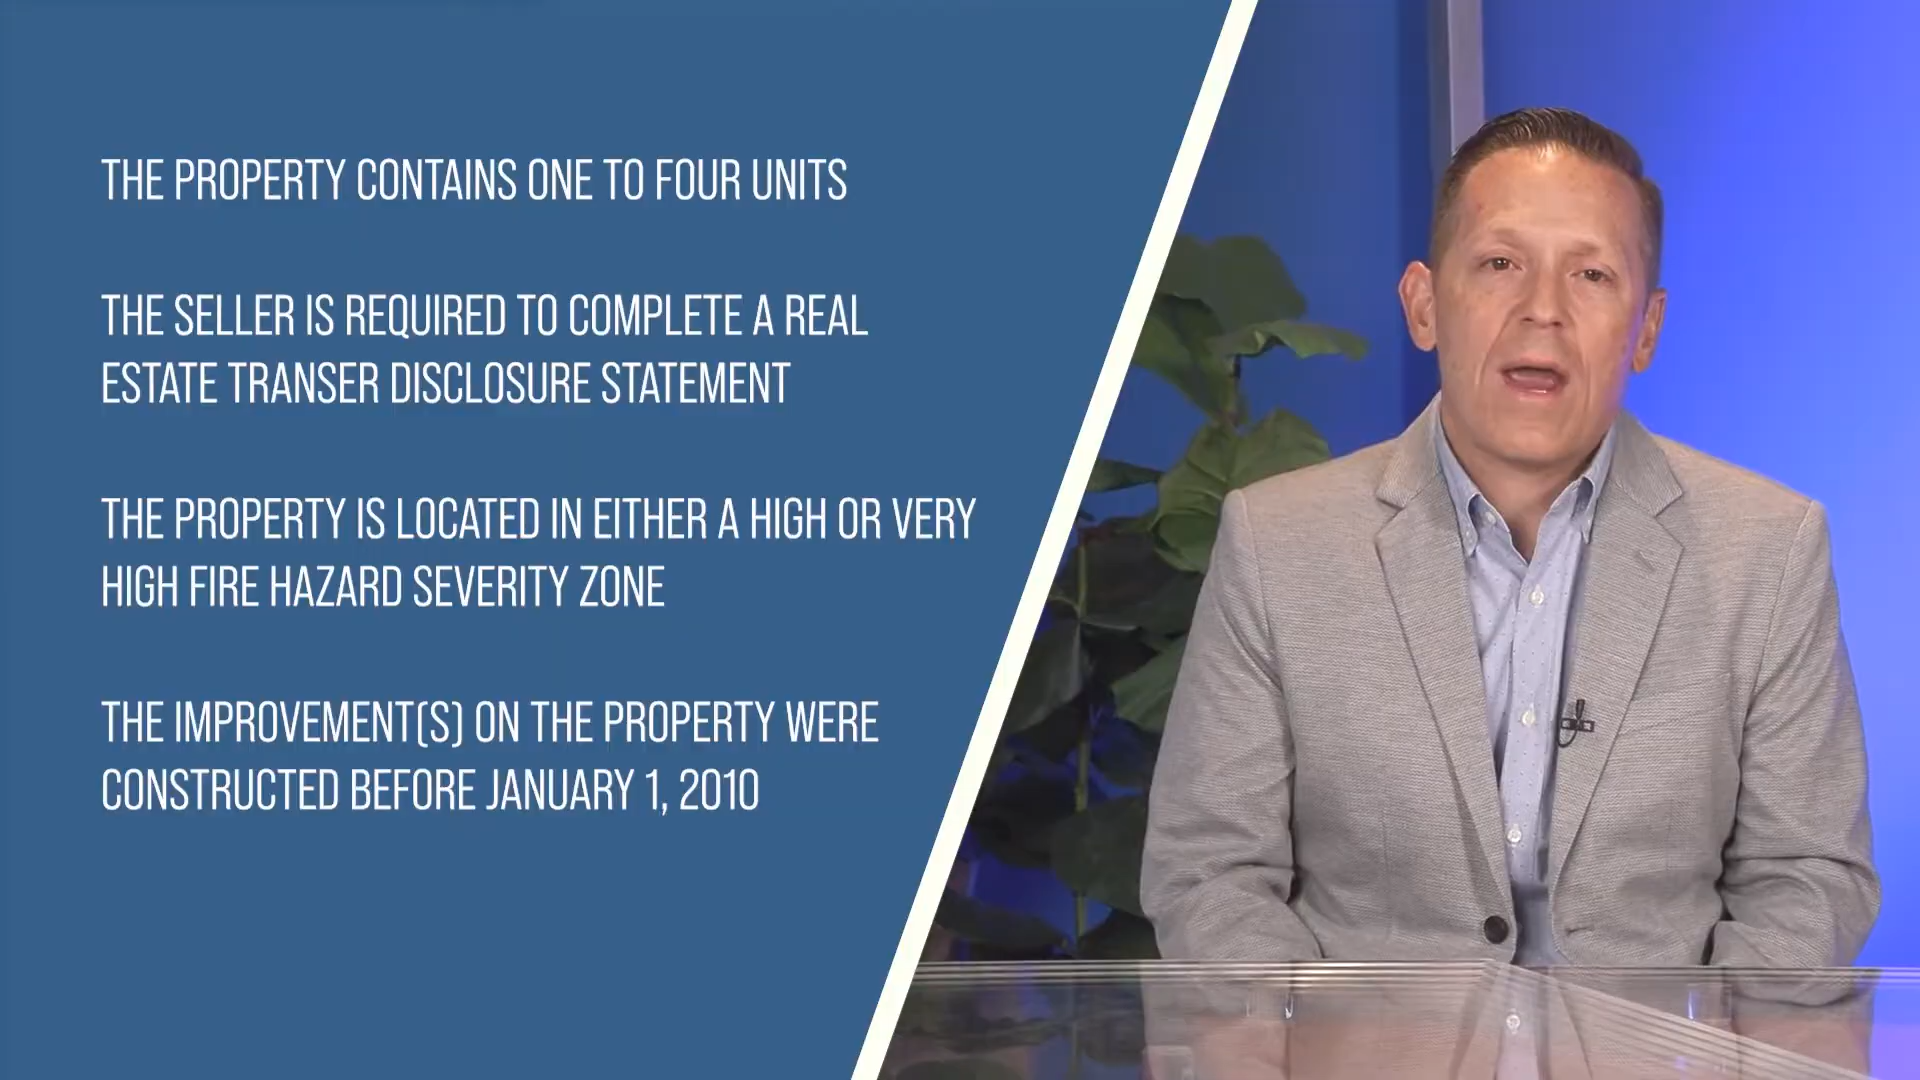 THE PROPERTY CONTAINS ONE TO FOUR UNITS
THE SELLER IS REQUIRED TO COMPLETE A REAL
ESTATE TRANSER DISCLOSURE STATEMENT
THE PROPERTY IS LOCATED IN EITHER A HIGH OR VERY
HIGH FIRE HAZARD SEVERITY ZONE
THE IMPROVEMENT(S) ON THE PROPERTY WERE
CONSTRUCTED BEFORE JANUARY 1, 2010